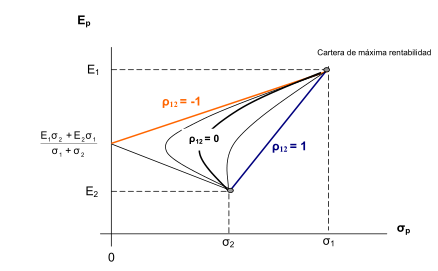 Eₚ
Cartera de máxima rentabilidad
E₁
ρ₁₂ = -1
E₁σ₂ + E₂σ₁
σ₁ + σ₂
ρ₁₂ = 0
ρ₁₂ = 1
E₂
σₚ
σ₂ σ₁
0